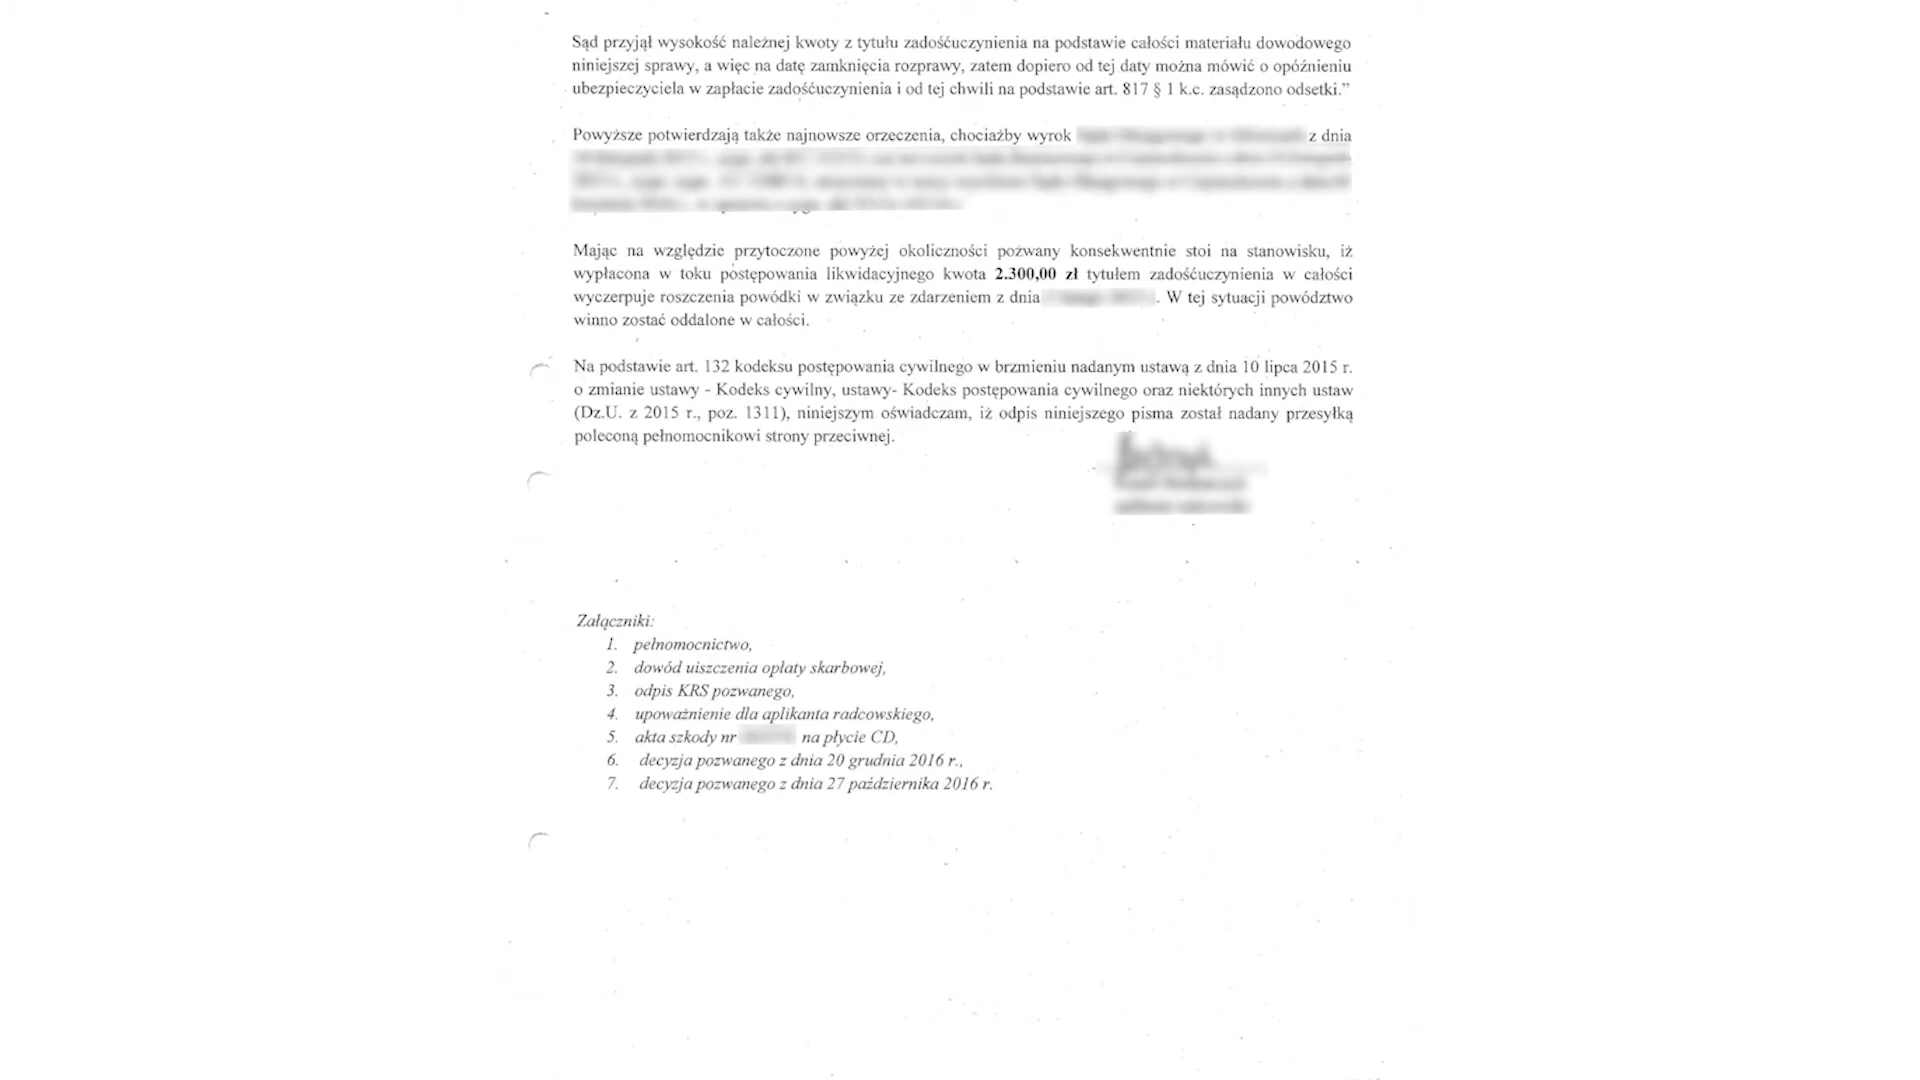 Sąd przyjął wysokość należnej kwoty z tytułu zadośćuczynienia na podstawie całości materiału dowodowego
niniejszej sprawy, a więc na datę zamknięcia rozprawy, zatem dopiero od tej daty można mówić o opóźnieniu
ubezpieczyciela w zapłacie zadośćuczynienia i od tej chwili na podstawie art. 817 § 1 k.c. zasądzono odsetki.”
Powyższe potwierdzają także najnowsze orzeczenia, chociażby wyrok z dnia
Mając na względzie przytoczone powyżej okoliczności pozwany konsekwentnie stoi na stanowisku, iż
wypłacona w toku postępowania likwidacyjnego kwota 2.300,00 zł tytułem zadośćuczynienia w całości
wyczerpuje roszczenia powódki w związku ze zdarzeniem z dnia . W tej sytuacji powództwo
winno zostać oddalone w całości.
Na podstawie art. 132 kodeksu postępowania cywilnego w brzmieniu nadanym ustawą z dnia 10 lipca 2015 r.
o zmianie ustawy - Kodeks cywilny, ustawy- Kodeks postępowania cywilnego oraz niektórych innych ustaw
(Dz.U. z 2015 r., poz. 1311), niniejszym oświadczam, iż odpis niniejszego pisma został nadany przesyłką
poleconą pełnomocnikowi strony przeciwnej.
Załączniki:
1. pełnomocnictwo,
2. dowód uiszczenia opłaty skarbowej,
3. odpis KRS pozwanego,
4. upoważnienie dla aplikanta radcowskiego,
5. akta szkody nr na płycie CD,
6. decyzja pozwanego z dnia 20 grudnia 2016 r.,
7. decyzja pozwanego z dnia 27 października 2016 r.